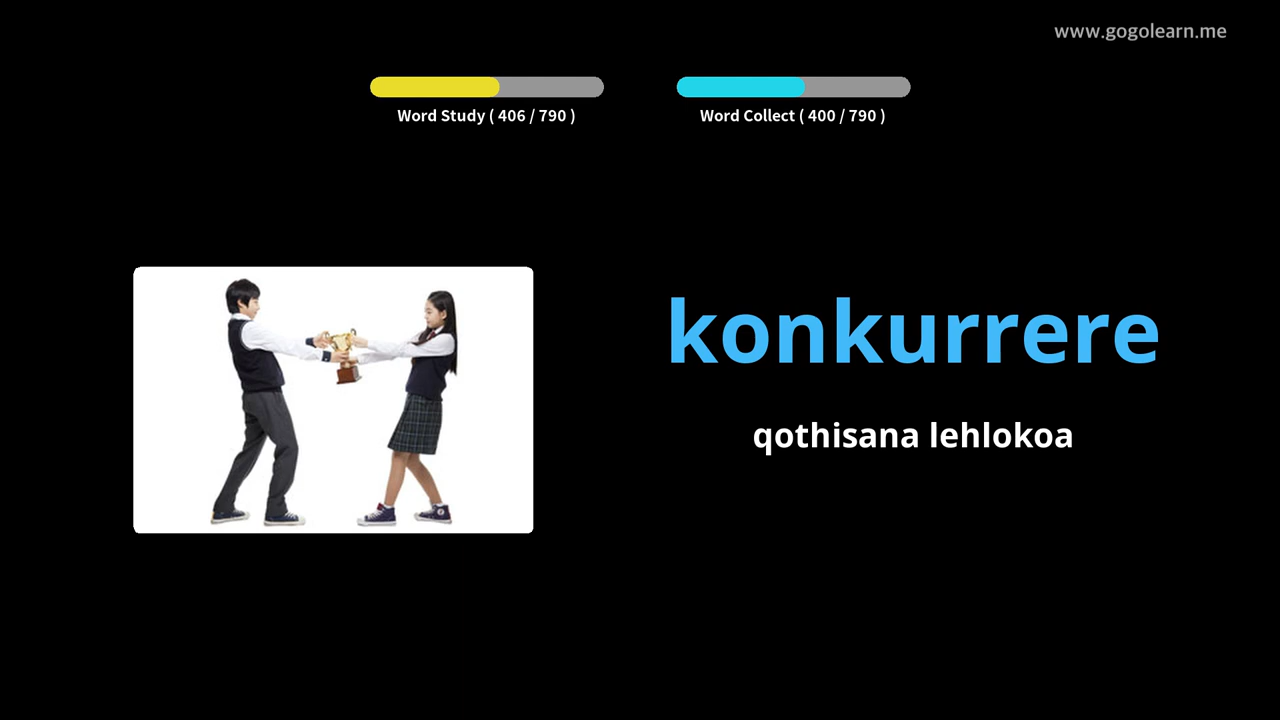 www.gogolearn.me
Word Study ( 406 / 790 )
Word Collect ( 400 / 790 )
konkurrere
qothisana lehlokoa